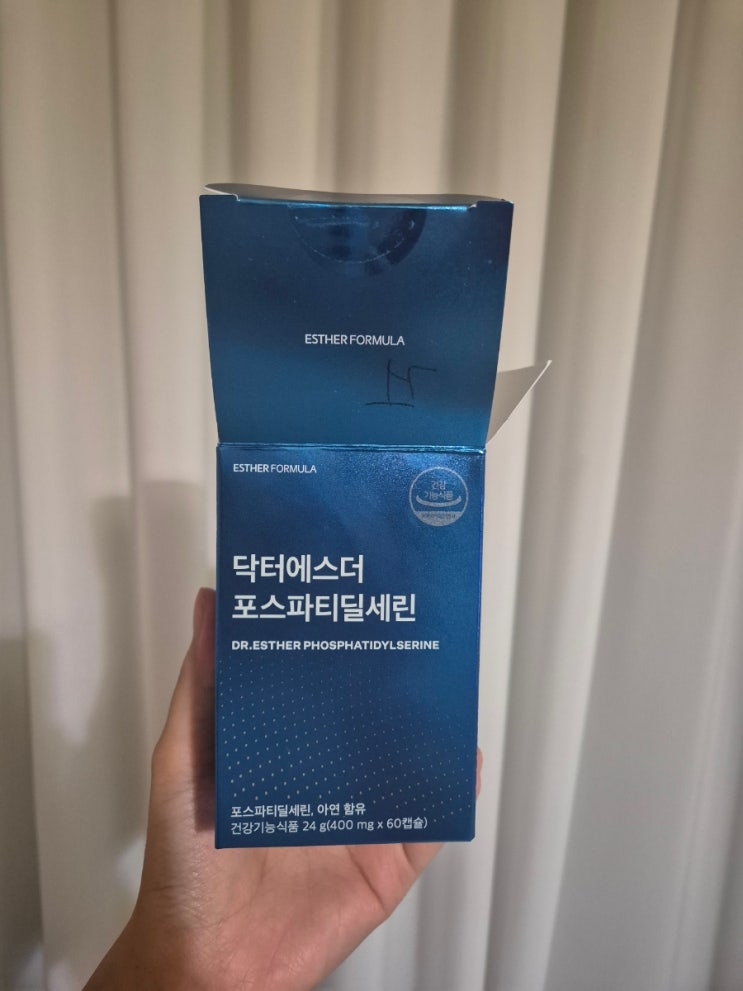 ESTHER FORMULA
ESTHER FORMULA
건강
기능식품
닥터에스더
포스파티딜세린
DR.ESTHER PHOSPHATIDYLSERINE
포스파티딜세린, 아연 함유
건강기능식품 24 g(400 mg x 60캡슐)